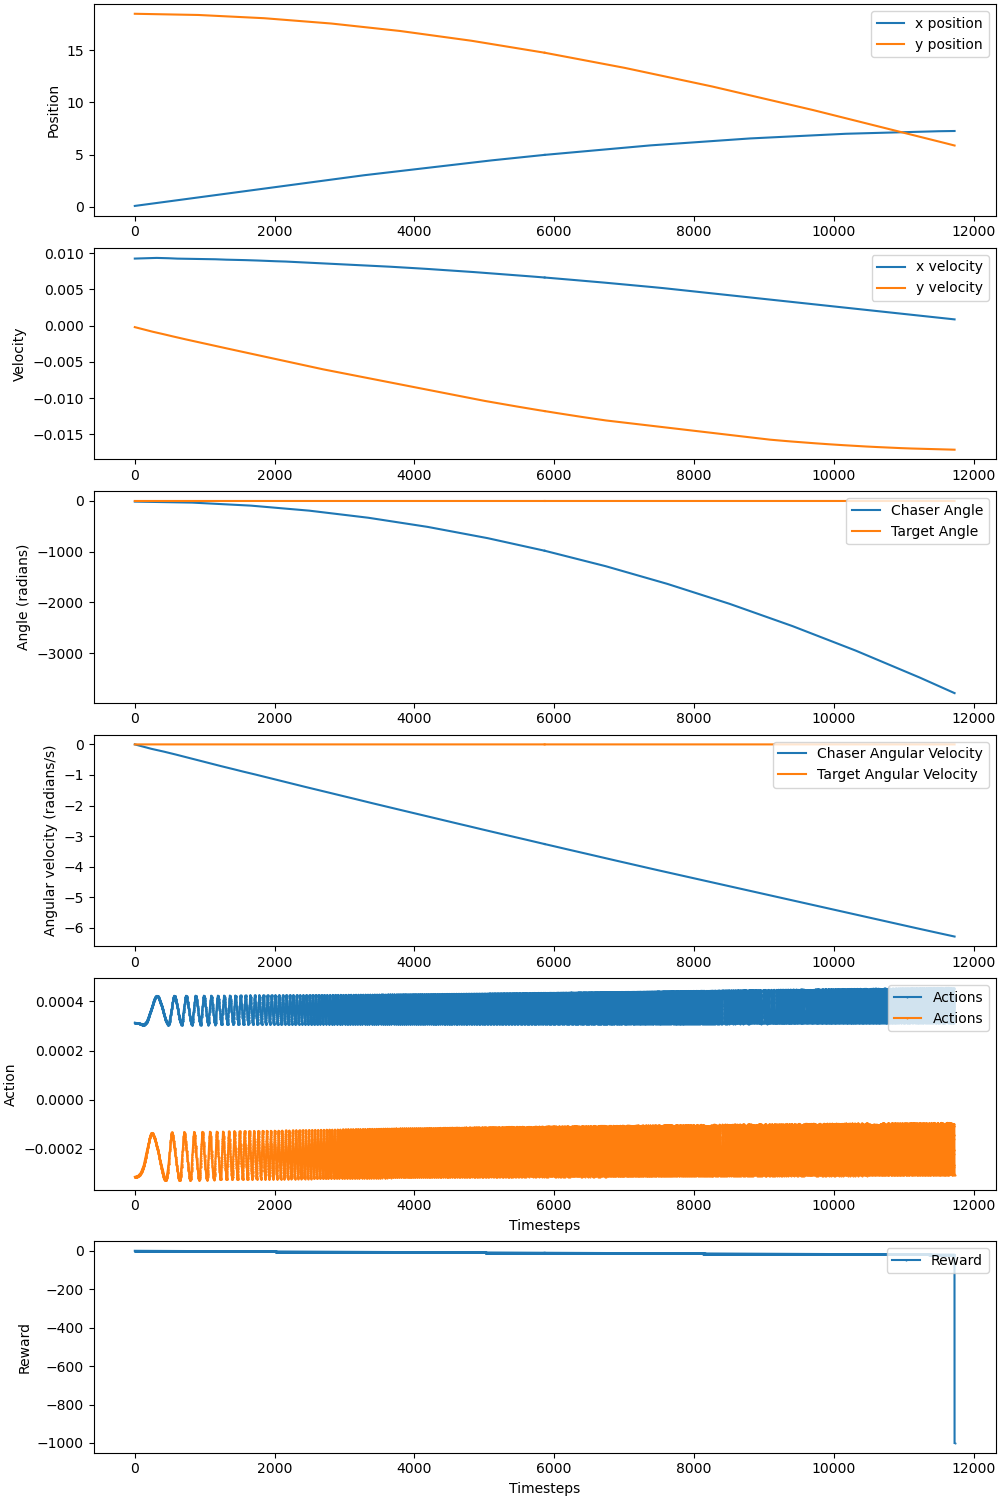 15
10
5
0
Position
x position
y position
0 2000 4000 6000 8000 10000 12000
0.010
0.005
0.000
−0.005
−0.010
−0.015
Velocity
x velocity
y velocity
0 2000 4000 6000 8000 10000 12000
0
−1000
−2000
−3000
Angle (radians)
Chaser Angle
Target Angle
0 2000 4000 6000 8000 10000 12000
0
−1
−2
−3
−4
−5
−6
Angular velocity (radians/s)
Chaser Angular Velocity
Target Angular Velocity
0 2000 4000 6000 8000 10000 12000
0.0004
0.0002
0.0000
−0.0002
Action
Actions
Actions
0 2000 4000 6000 8000 10000 12000
Timesteps
0
−200
−400
−600
−800
−1000
Reward
Reward
0 2000 4000 6000 8000 10000 12000
Timesteps